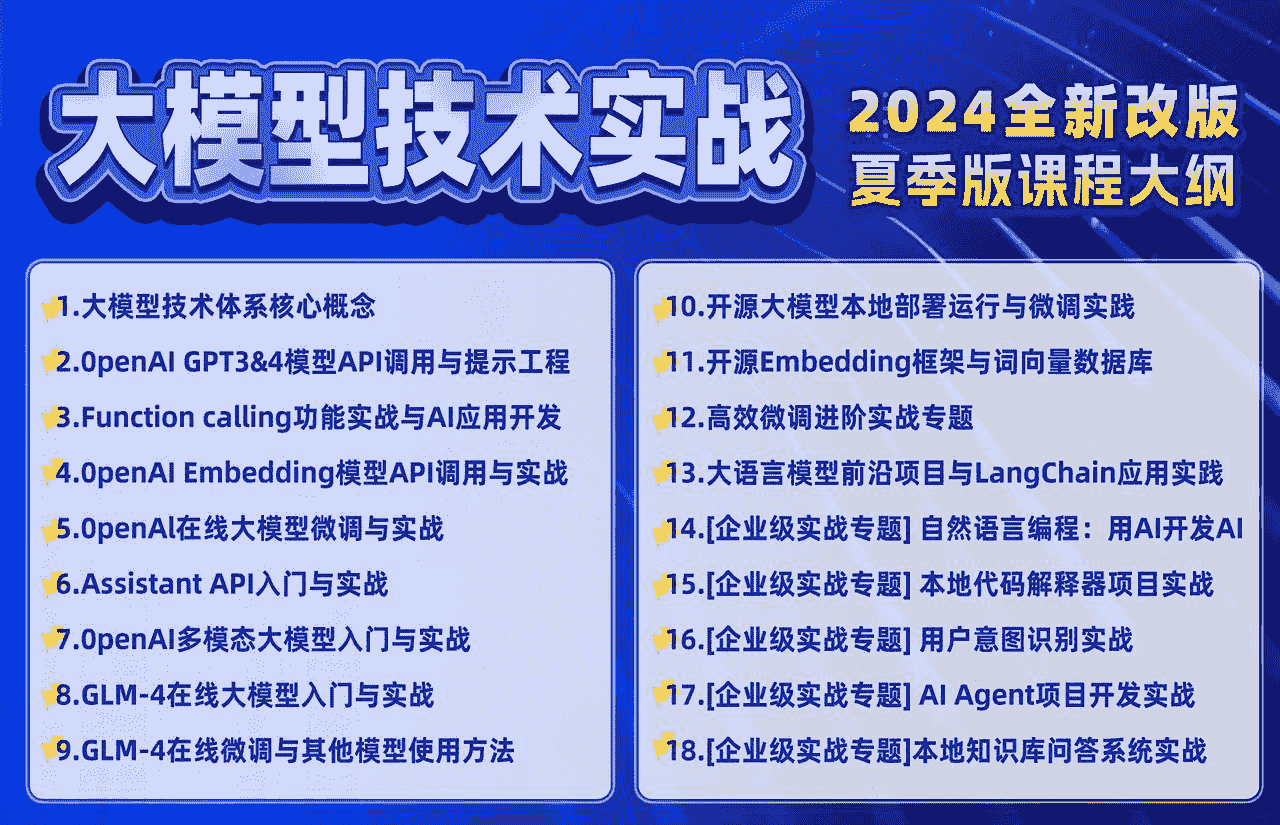 大模型技术实战
2024全新改版
夏季版课程大纲
1.大模型技术体系核心概念
2.OpenAI GPT3&4模型API调用与提示工程
3.Function calling功能实战与AI应用开发
4.OpenAI Embedding模型API调用与实战
5.OpenAl在线大模型微调与实战
6.Assistant API入门与实战
7.OpenAI多模态大模型入门与实战
8.GLM-4在线大模型入门与实战
9.GLM-4在线微调与其他模型使用方法
10.开源大模型本地部署运行与微调实践
11.开源Embedding框架与词向量数据库
12.高效微调进阶实战专题
13.大语言模型前沿项目与LangChain应用实践
14.[企业级实战专题] 自然语言编程：用AI开发AI
15.[企业级实战专题] 本地代码解释器项目实战
16.[企业级实战专题] 用户意图识别实战
17.[企业级实战专题] AI Agent项目开发实战
18.[企业级实战专题]本地知识库问答系统实战